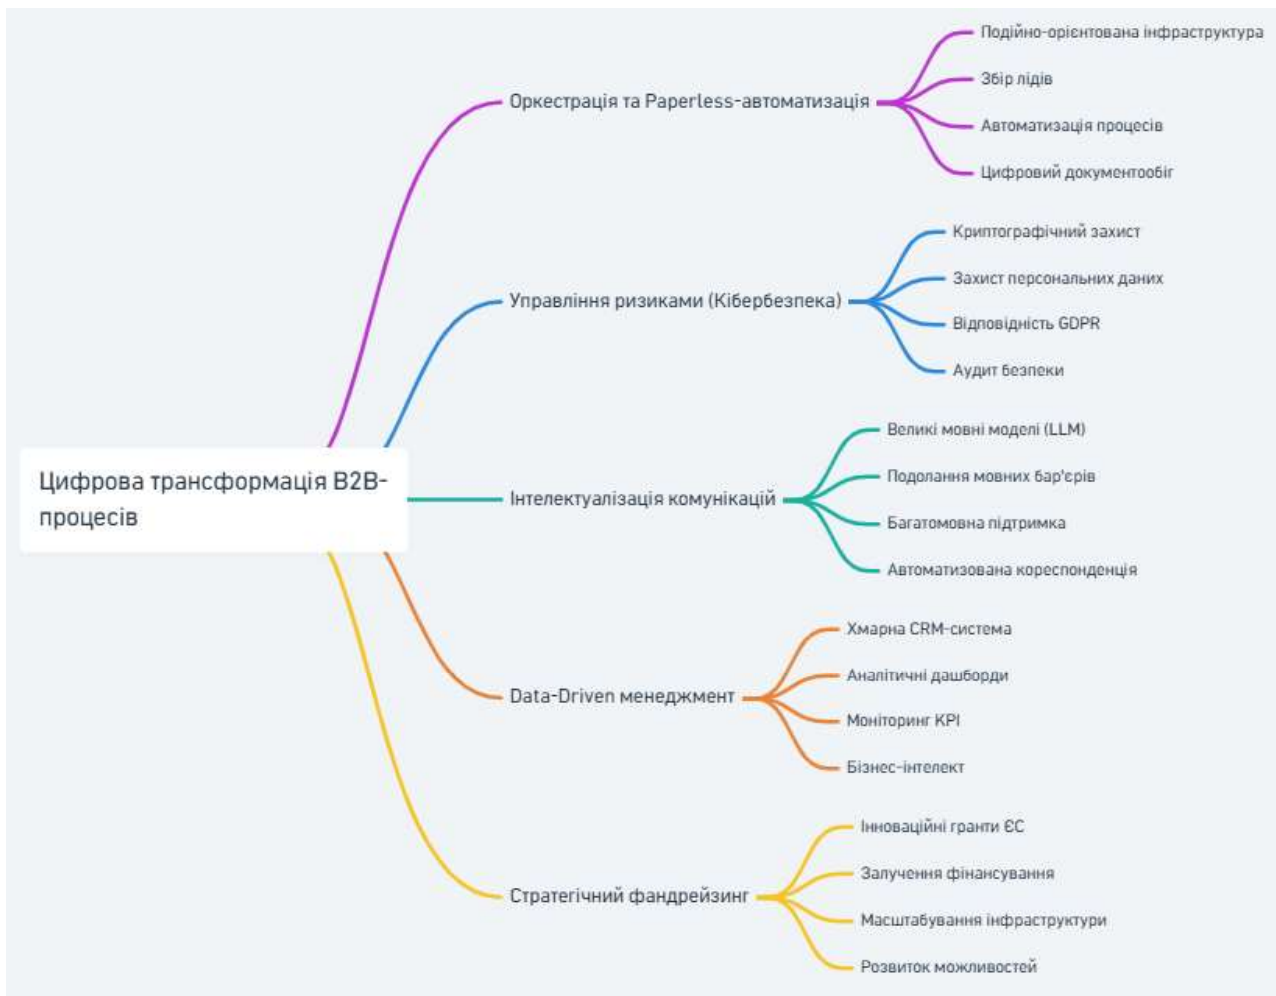 Цифрова трансформація B2B-
процесів
Оркестрація та Paperless-автоматизація
Подійно-орієнтована інфраструктура
Збір лідів
Автоматизація процесів
Цифровий документообіг
Управління ризиками (Кібербезпека)
Криптографічний захист
Захист персональних даних
Відповідність GDPR
Аудит безпеки
Інтелектуалізація комунікацій
Великі мовні моделі (LLM)
Подолання мовних бар'єрів
Багатомовна підтримка
Автоматизована кореспонденція
Data-Driven менеджмент
Хмарна CRM-система
Аналітичні дашборди
Моніторинг KPI
Бізнес-інтелект
Стратегічний фандрейзинг
Інноваційні гранти ЄС
Залучення фінансування
Масштабування інфраструктури
Розвиток можливостей